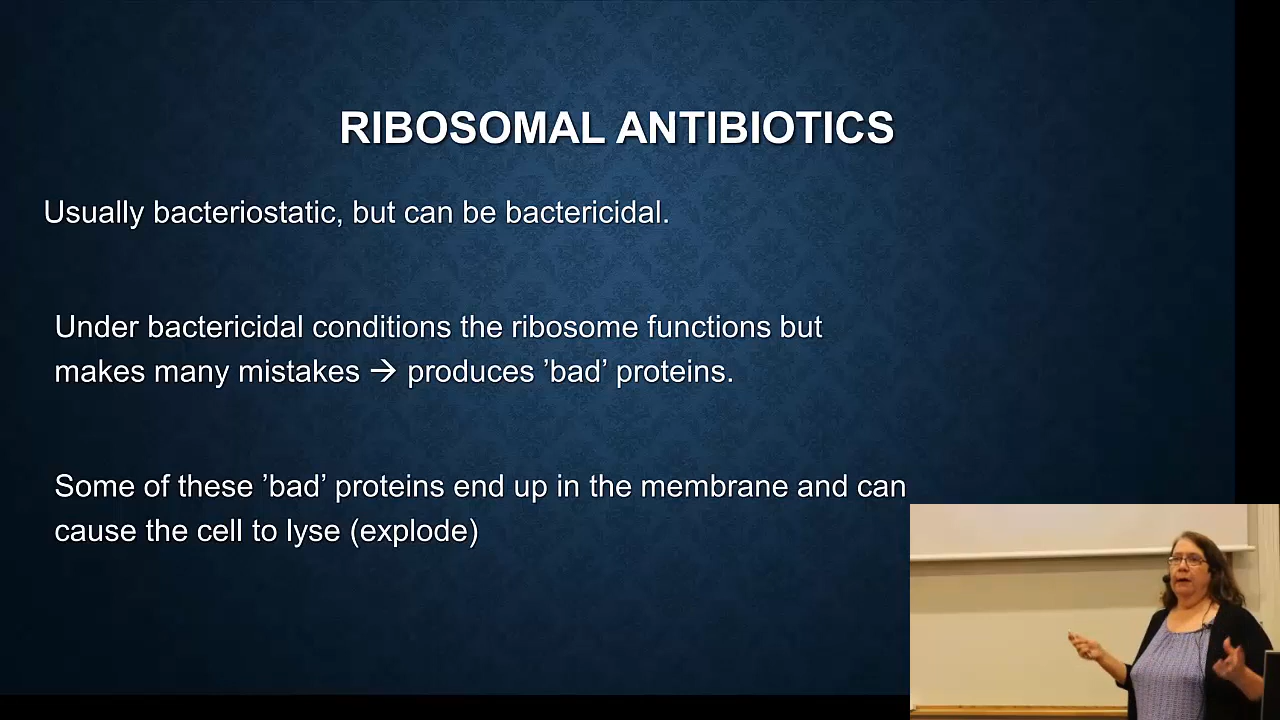 RIBOSOMAL ANTIBIOTICS
Usually bacteriostatic, but can be bactericidal.
Under bactericidal conditions the ribosome functions but
makes many mistakes → produces ’bad’ proteins.
Some of these ’bad’ proteins end up in the membrane and can
cause the cell to lyse (explode)